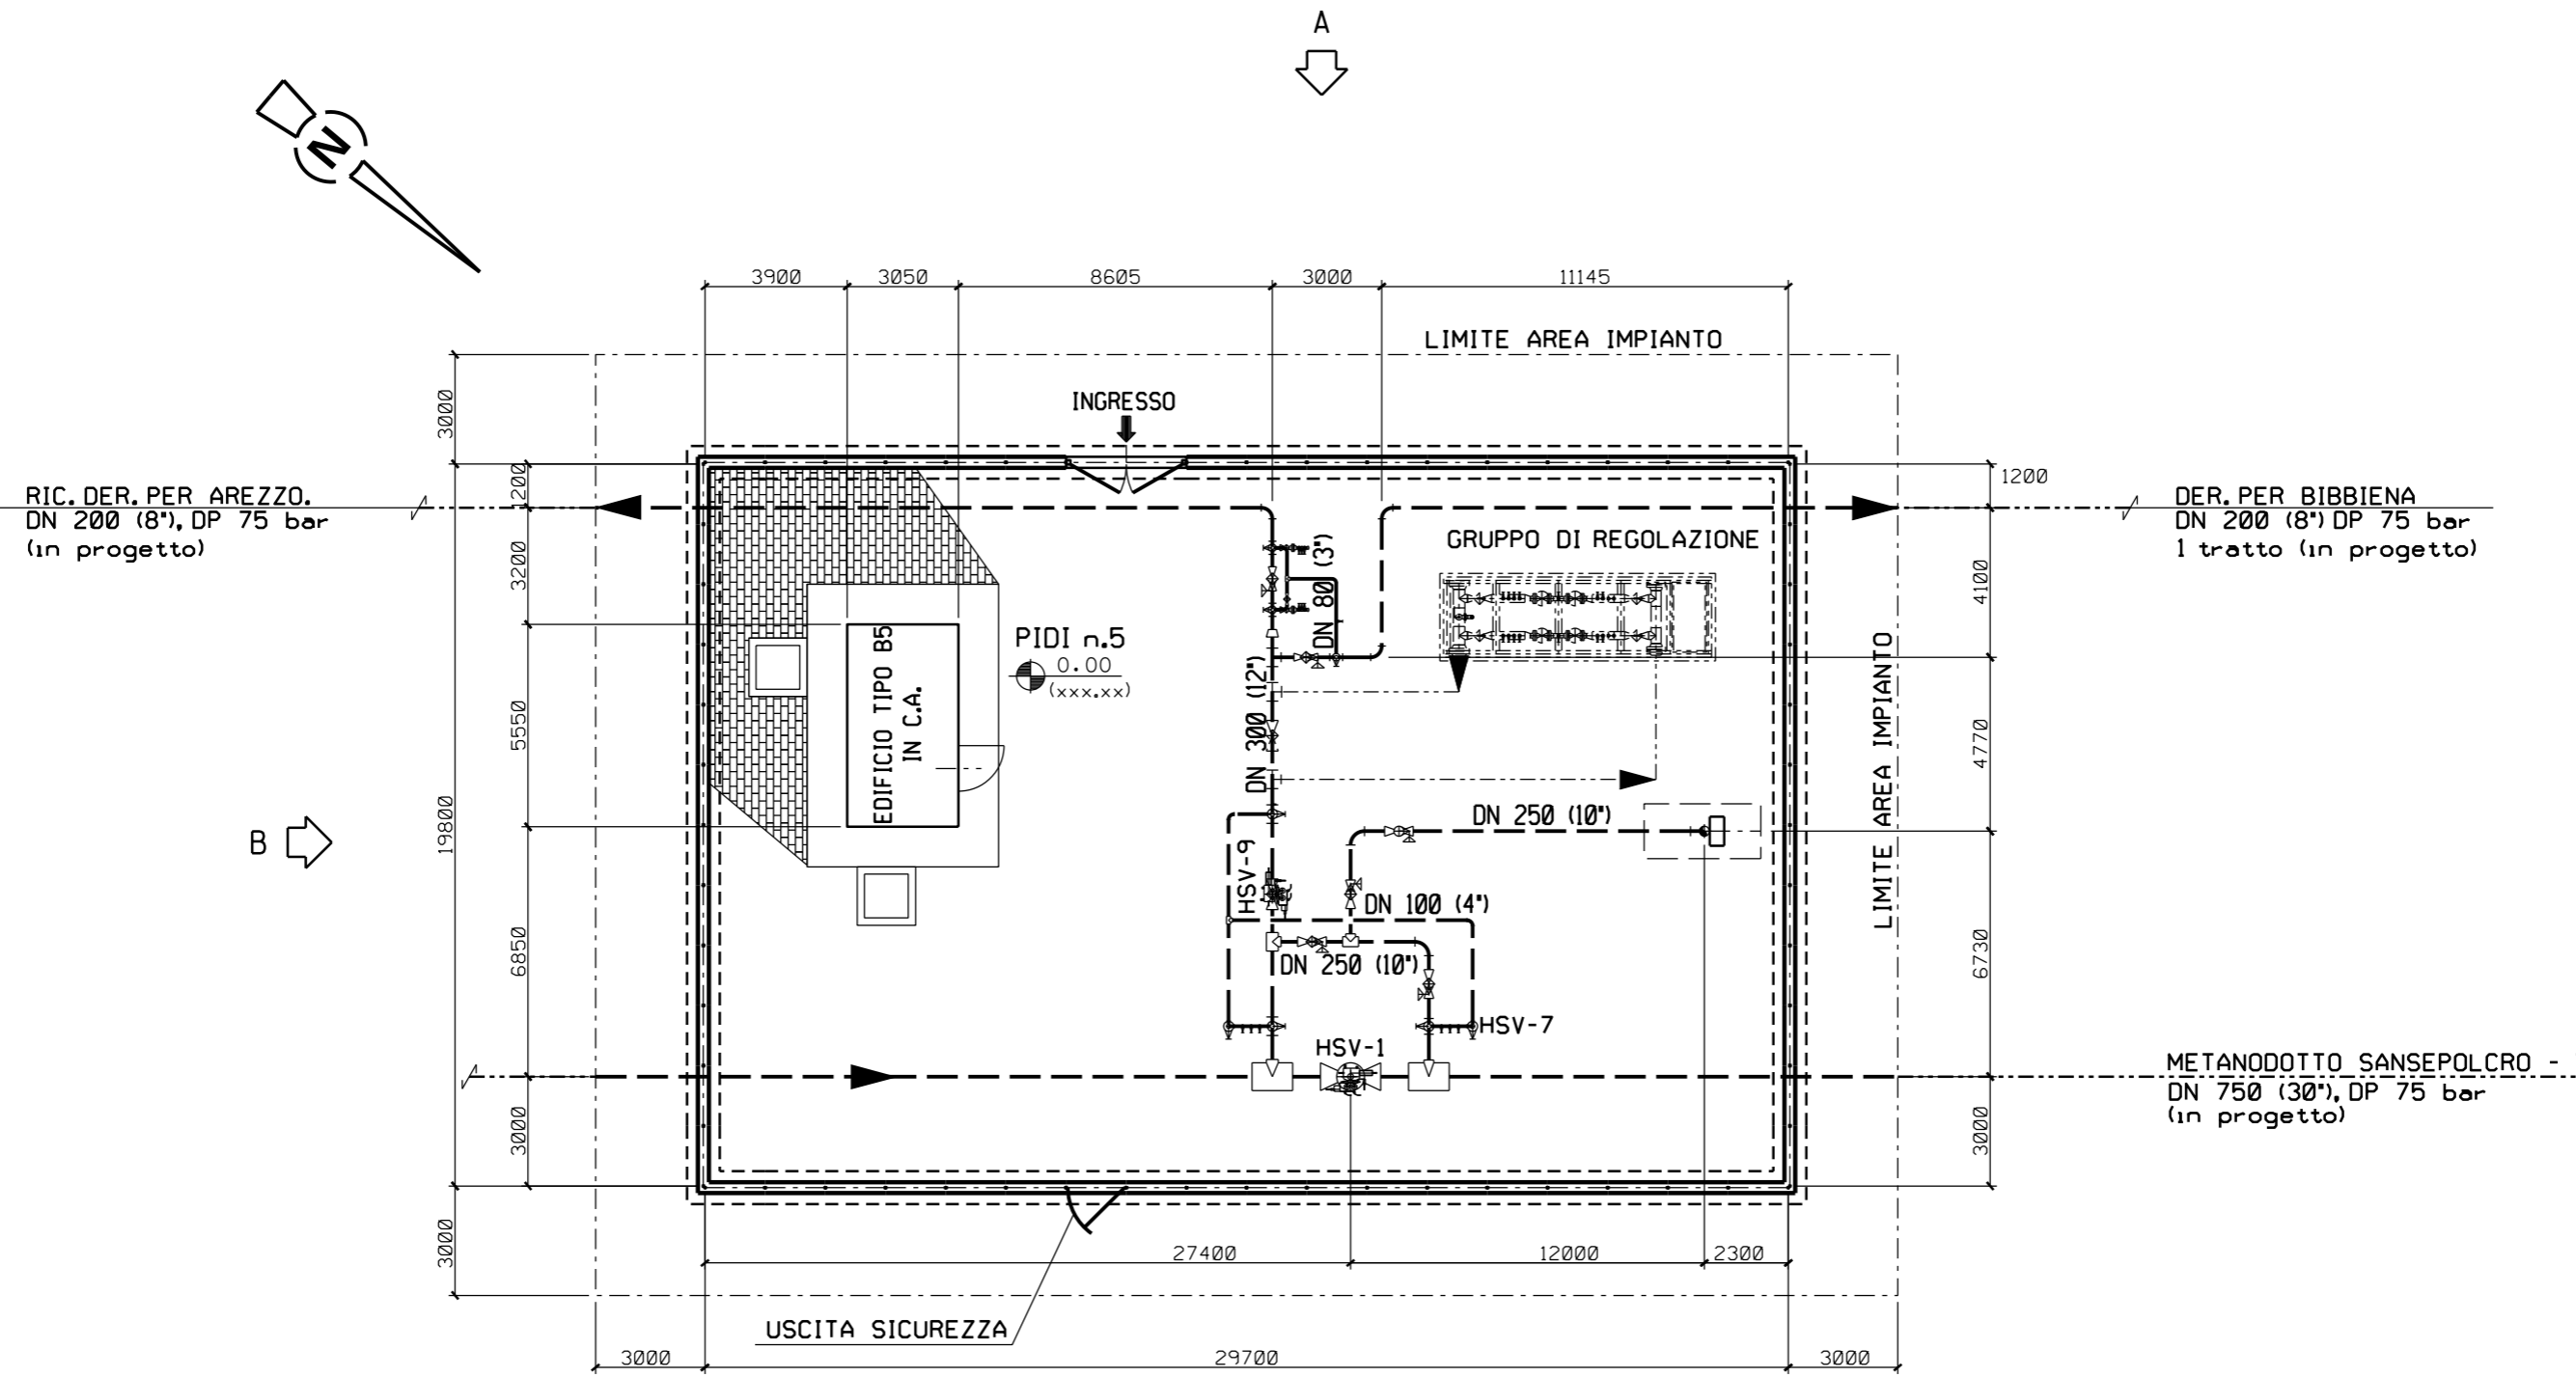 A
N
3900
3050
8605
3000
11145
LIMITE AREA IMPIANTO
INGRESSO
3000
1200
3200
5550
19800
6850
3000
3000
RIC. DER. PER AREZZO.
DN 200 (8"), DP 75 bar
(in progetto)
1200
DER. PER BIBBIENA
DN 200 (8") DP 75 bar
1 tratto (in progetto)
GRUPPO DI REGOLAZIONE
DN 80 (3")
4100
PIDI n.5
0.00
(xxx.xx)
EDIFICIO TIPO B5
IN C.A.
DN 300 (12")
LIMITE AREA IMPIANTO
4770
B
DN 250 (10")
HSV-9
DN 100 (4")
DN 250 (10")
6730
HSV-7
HSV-1
METANODOTTO SANSEPOLCRO -
DN 750 (30"), DP 75 bar
(in progetto)
3000
27400
12000
2300
USCITA SICUREZZA
3000
29700
3000